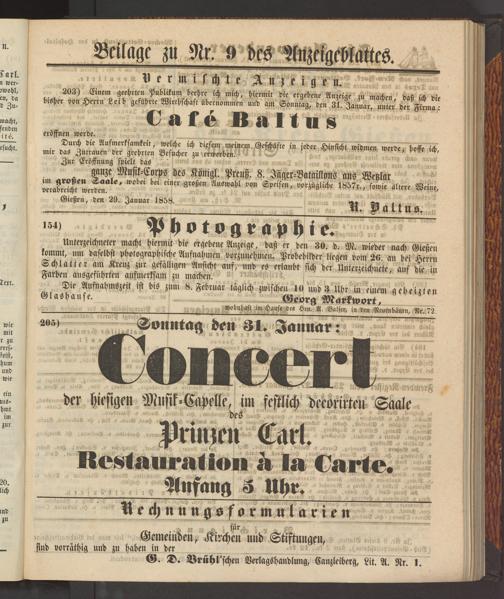 Beilage zu Nr. 9 des Anzeigeblattes.
Vermischte Anzeigen.
203) Einem geehrten Publikum beehre ich mich, hiermit die ergebene Anzeige zu machen, daß ich die
bisher von Herrn Leib geführte Wirthschaft übernommen und am Sonntag, den 31. Januar, unter der Firma:
Café Baltus
eröffnen werde.
Durch die Aufmerksamkeit, welche ich diesem meinem Geschäfte in jeder Hinsicht widmen werde, hoffe ich,
mir das Zutrauen der geehrten Besucher zu erwerben.
Zur Eröffnung spielt das
ganze Musik-Corps des Königl. Preuß. 8. Jäger-Bataillons aus Wetzlar
im großen Saale, wobei bei einer großen Auswahl von Speisen, vorzügliche 1857r., sowie ältere Weine,
verabreicht werden.
Gießen, den 29. Januar 1858.
N. Baltus.
154) Photographie.
Unterzeichneter macht hiermit die ergebene Anzeige, daß er den 30. d. M. wieder nach Gießen
kommt, um daselbst photographische Aufnahmen vorzunehmen. Probebilder liegen vom 26. an bei Herrn
Schlatter am Kreuz zur gefälligen Ansicht auf, und es erlaubt sich der Unterzeichnete, auf die in
Farben ausgeführten aufmerksam zu machen.
Die Aufnahmszeit ist bis zum 8. Februar täglich zwischen 10 und 3 Uhr in einem geheizten
Glashause.
Georg Markwort,
wohnhaft im Hause des Hrn. A. Balser, in den Neuenbäuen, Nr. 72.
205) Sonntag den 31. Januar:
Concert
der hiesigen Musik-Capelle, im festlich decorirten Saale
des
Prinzen Carl.
Restauration à la Carte.
Anfang 5 Uhr.
Rechnungsformularien
für
Gemeinden, Kirchen und Stiftungen,
sind vorräthig und zu haben in der
G. D. Brühl'schen Verlagshandlung, Canzleiberg, Lit. A. Nr. 1.